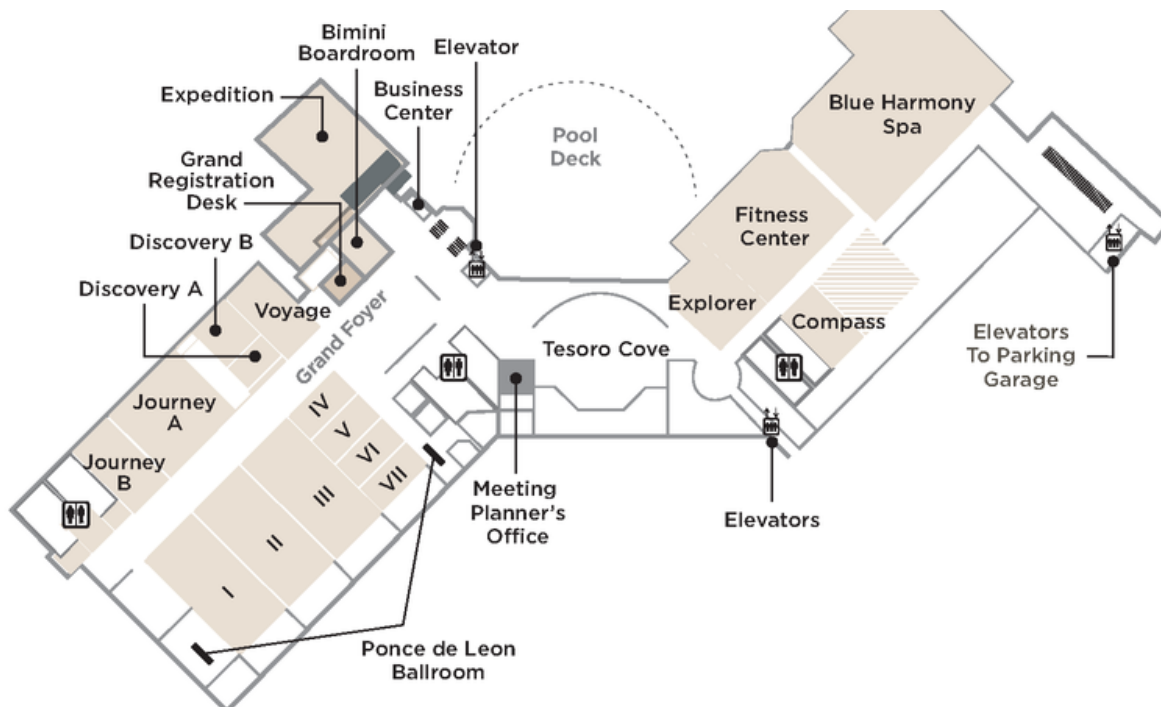 Bimini
Boardroom
Elevator
Expedition
Business
Center
Grand
Registration
Desk
Discovery B
Discovery A
Voyage
Grand Foyer
Pool
Deck
Blue Harmony
Spa
Fitness
Center
Explorer
Compass
Tesoro Cove
Elevators
To Parking
Garage
Journey
A
Journey
B
IV
V
VI
VII
III
II
I
Meeting
Planner's
Office
Elevators
Ponce de Leon
Ballroom